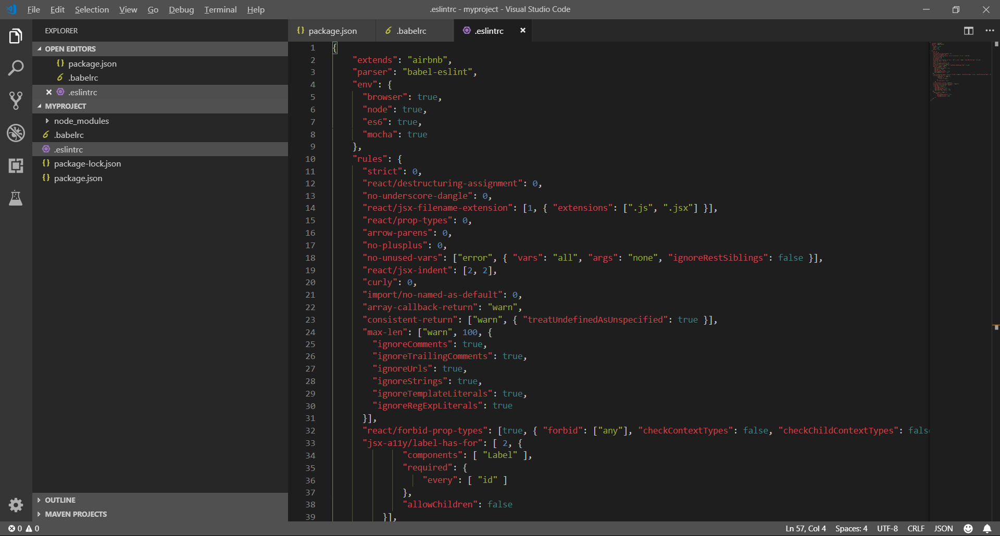 File Edit Selection View Go Debug Terminal Help
.eslintrc - myproject - Visual Studio Code
EXPLORER
OPEN EDITORS
{} package.json
.babelrc
.eslintrc
MYPROJECT
node_modules
.babelrc
.eslintrc
{} package-lock.json
{} package.json
OUTLINE
MAVEN PROJECTS
{} package.json .babelrc .eslintrc
1 {
2 "extends": "airbnb",
3 "parser": "babel-eslint",
4 "env": {
5 "browser": true,
6 "node": true,
7 "es6": true,
8 "mocha": true
9 },
10 "rules": {
11 "strict": 0,
12 "react/destructuring-assignment": 0,
13 "no-underscore-dangle": 0,
14 "react/jsx-filename-extension": [1, { "extensions": [".js", ".jsx"] }],
15 "react/prop-types": 0,
16 "arrow-parens": 0,
17 "no-plusplus": 0,
18 "no-unused-vars": ["error", { "vars": "all", "args": "none", "ignoreRestSiblings": false }],
19 "react/jsx-indent": [2, 2],
20 "curly": 0,
21 "import/no-named-as-default": 0,
22 "array-callback-return": "warn",
23 "consistent-return": ["warn", { "treatUndefinedAsUnspecified": true }],
24 "max-len": ["warn", 100, {
25 "ignoreComments": true,
26 "ignoreTrailingComments": true,
27 "ignoreUrls": true,
28 "ignoreStrings": true,
29 "ignoreTemplateLiterals": true,
30 "ignoreRegExpLiterals": true
31 }],
32 "react/forbid-prop-types": [true, { "forbid": ["any"], "checkContextTypes": false, "checkChildContextTypes": fals
33 "jsx-a11y/label-has-for": [ 2, {
34 "components": [ "Label" ],
35 "required": {
36 "every": [ "id" ]
37 },
38 "allowChildren": false
39 }],
0 0
Ln 57, Col 4 Spaces: 4 UTF-8 CRLF JSON